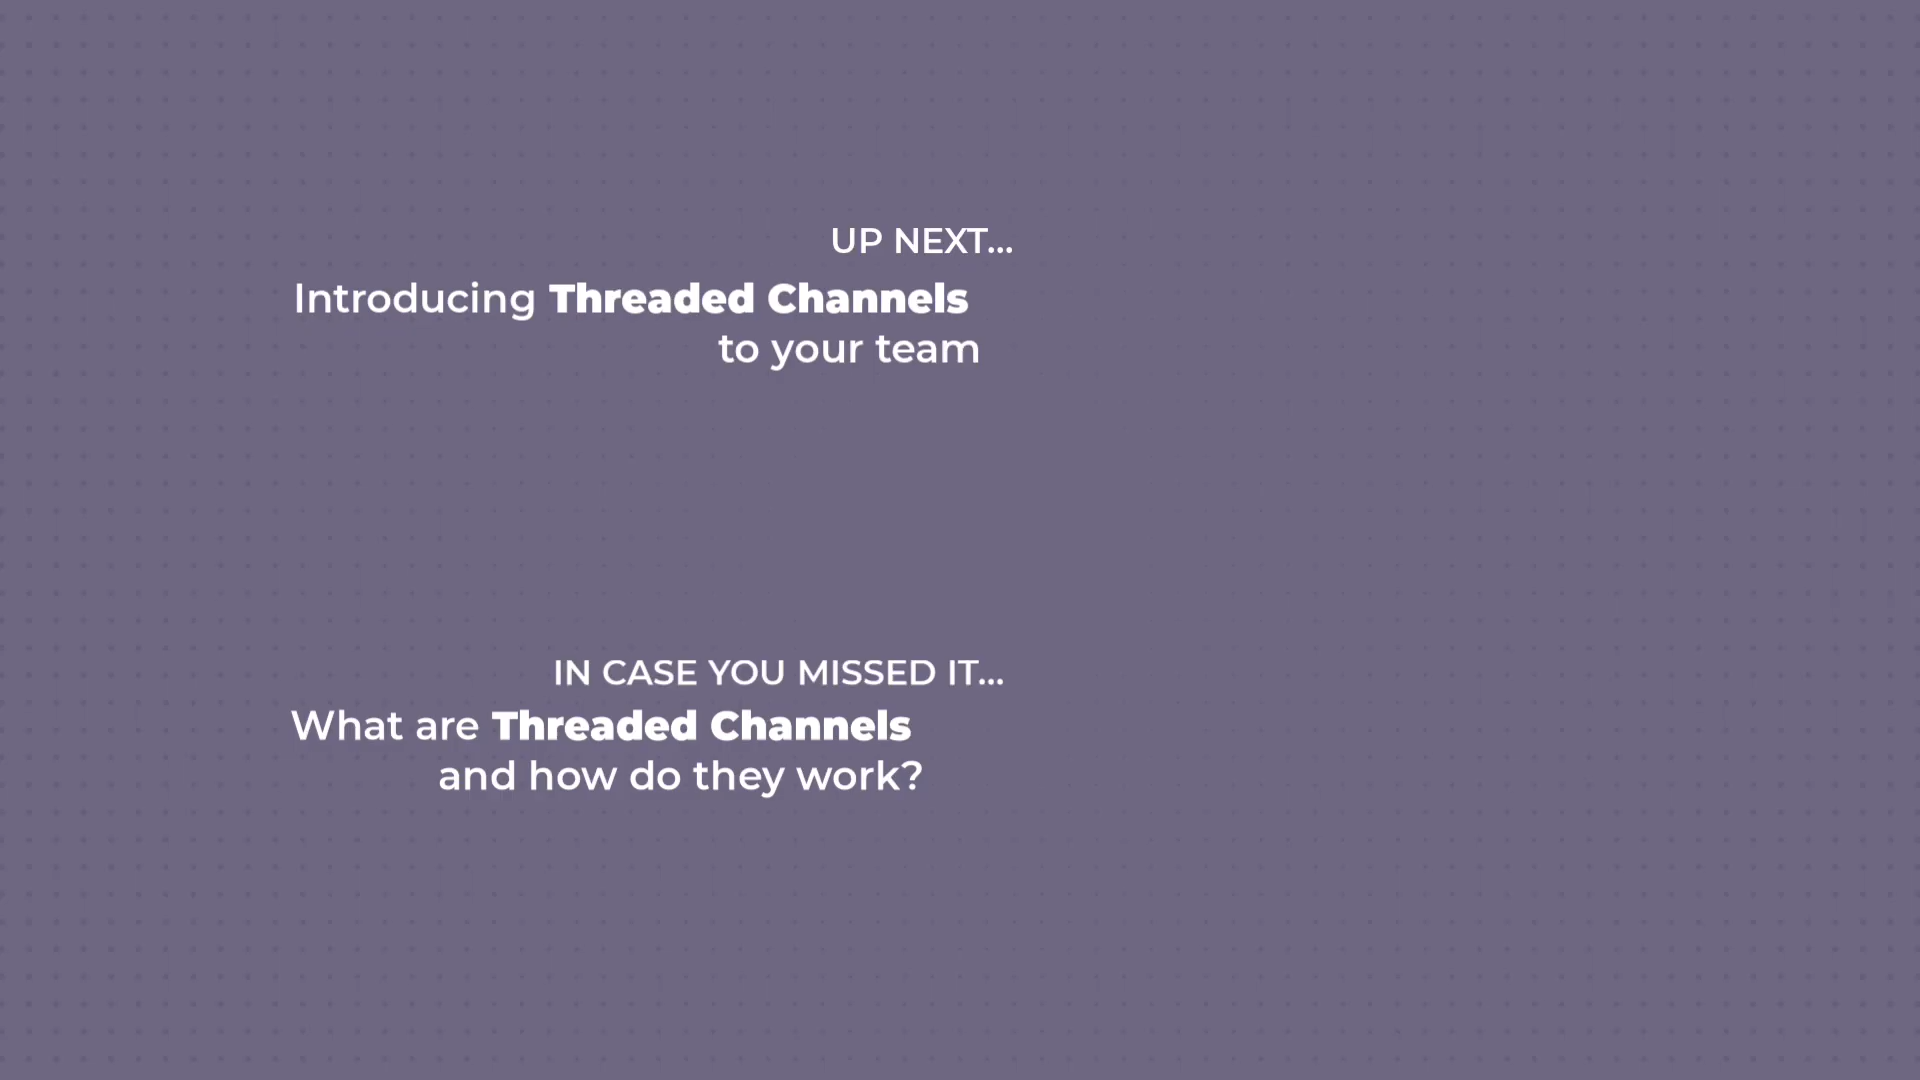 UP NEXT...
Introducing Threaded Channels
to your team
IN CASE YOU MISSED IT...
What are Threaded Channels
and how do they work?